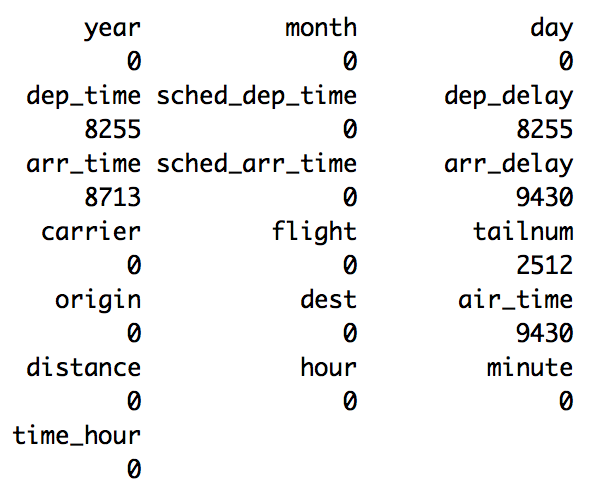 year month day
0 0 0
dep_time sched_dep_time dep_delay
8255 0 8255
arr_time sched_arr_time arr_delay
8713 0 9430
carrier flight tailnum
0 0 2512
origin dest air_time
0 0 9430
distance hour minute
0 0 0
time_hour
0